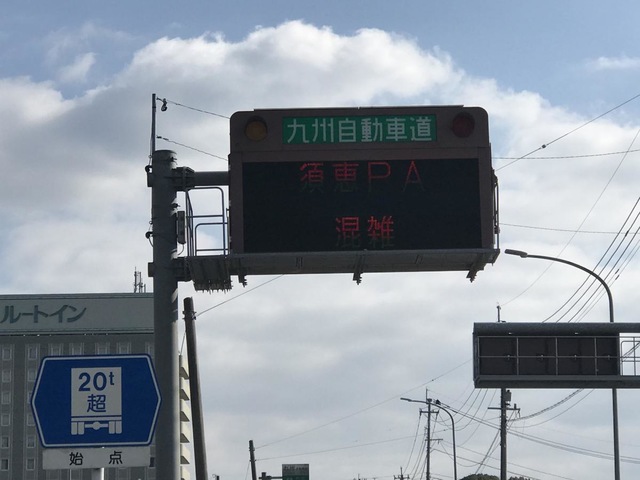 九州自動車道
須恵PA
混雑
ルートイン
20t
超
始点